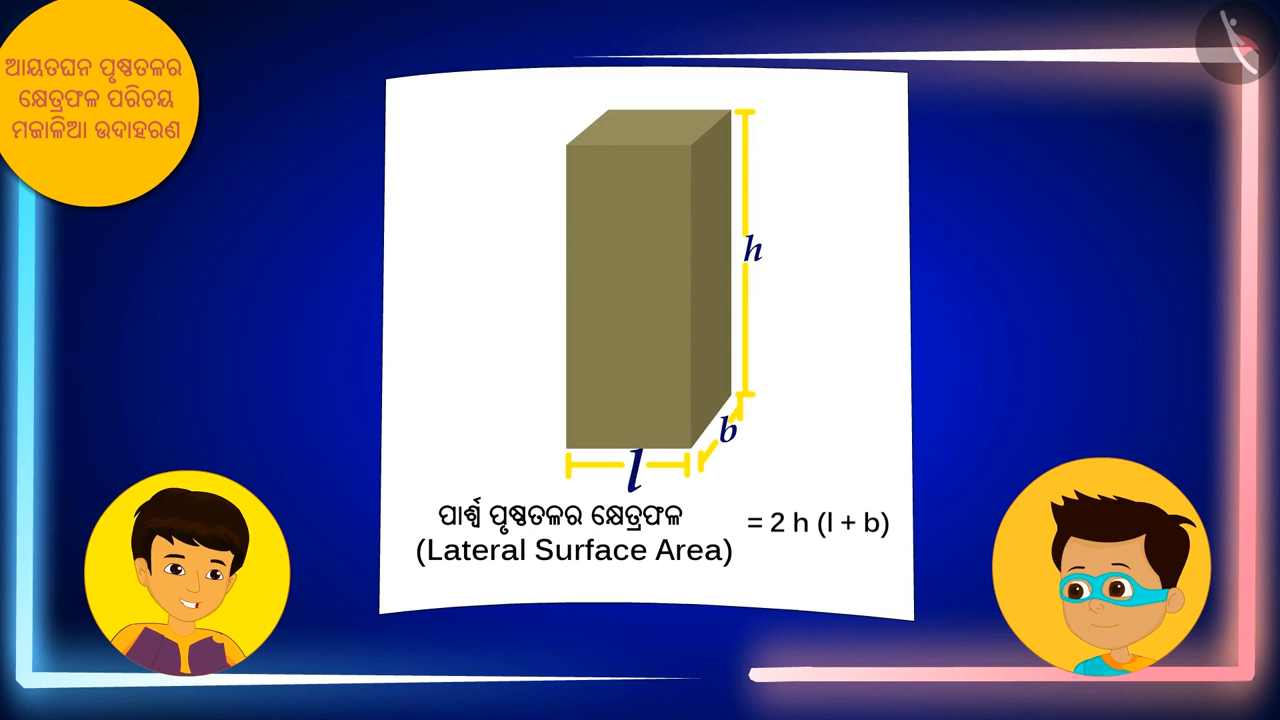 ଆୟତଘନ ପୃଷ୍ଠତଳର
କ୍ଷେତ୍ରଫଳ ପରିଚୟ
ମଜାଳିଆ ଉଦାହରଣ
h
b
l
ପାର୍ଶ୍ୱ ପୃଷ୍ଠତଳର କ୍ଷେତ୍ରଫଳ
(Lateral Surface Area) = 2 h (l + b)